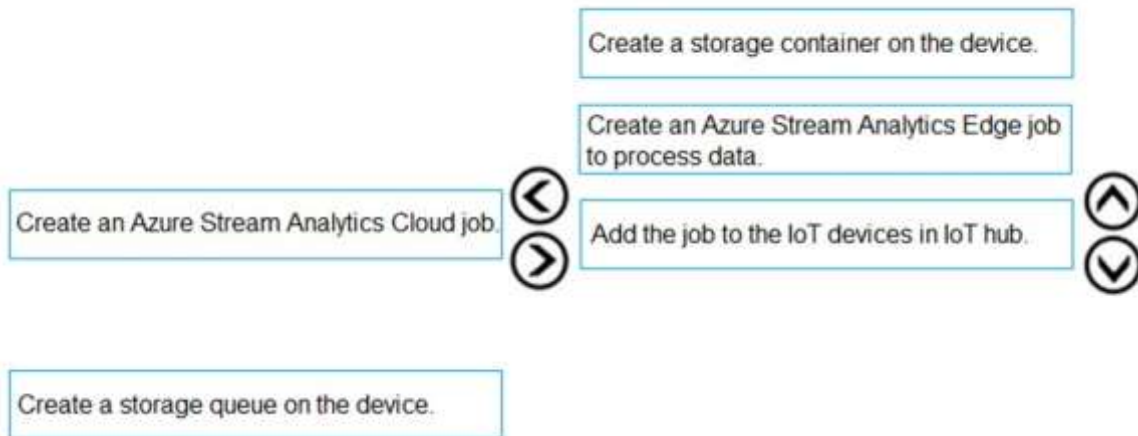 Create a storage container on the device.
Create an Azure Stream Analytics Edge job
to process data.
Create an Azure Stream Analytics Cloud job.
Add the job to the IoT devices in IoT hub.
Create a storage queue on the device.